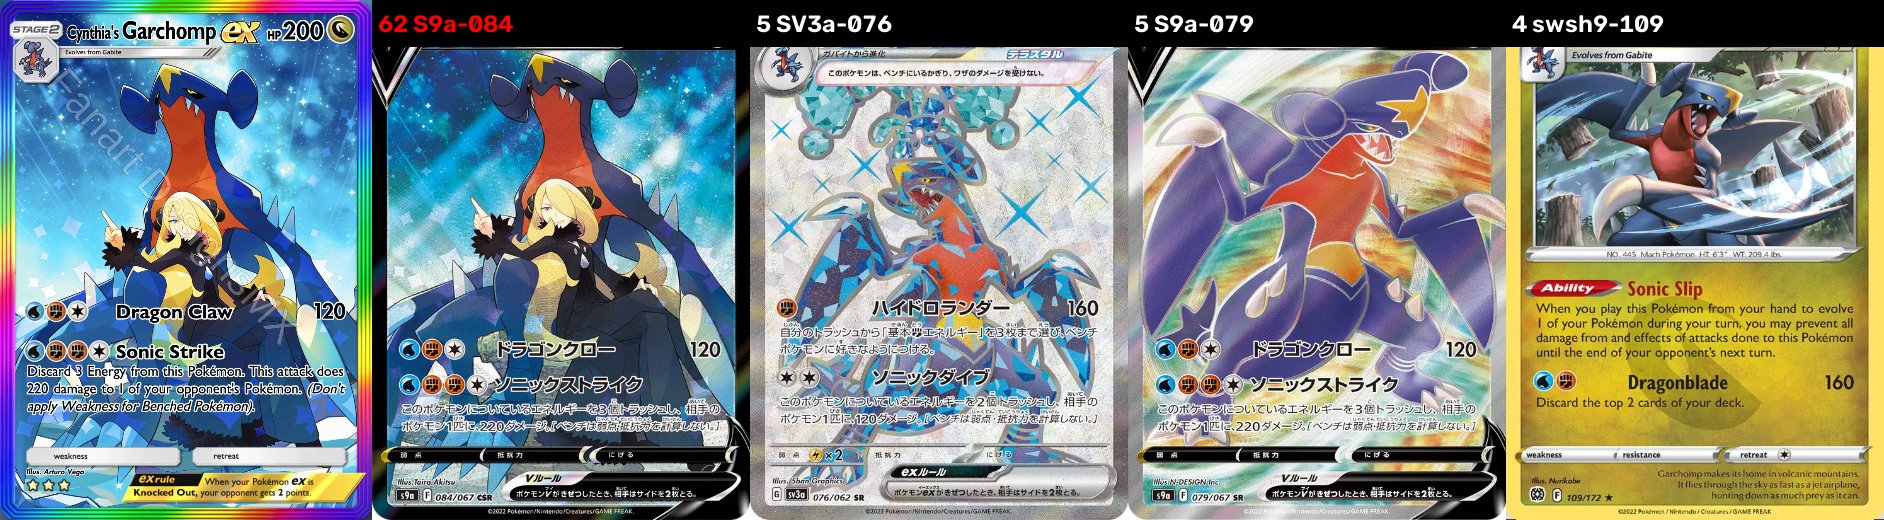 STAGE2 Cynthia's Garchomp ex HP 200
Evolves from Gabite
Fanart
Dragon Claw 120
Sonic Strike
Discard 3 Energy from this Pokémon. This attack does
220 damage to 1 of your opponent's Pokémon. (Don't
apply Weakness for Benched Pokémon).
weakness retreat
Illus. Arturo Vega
ex rule When your Pokémon ex is
Knocked Out, your opponent gets 2 points.
62 S9a-084
ドラゴンクロー 120
ソニックストライク
このポケモンについているエネルギーを3個トラッシュし、相手の
ポケモン1匹に、220ダメージ。[ベンチは弱点・抵抗力を計算しない。]
弱点 抵抗力 にげる
Illus.Taira Akitsu
Vルール
ポケモンVがきぜつしたとき、相手はサイドを2枚とる。
s9a F 084/067 CSR
©2022 Pokémon/Nintendo/Creatures/GAME FREAK.
5 SV3a-076
ガバイトから進化 テラスタル
このポケモンは、ベンチにいるかぎり、ワザのダメージを受けない。
ハイドロランダー 160
自分のトラッシュから「基本エネルギー」を3枚まで選び、ベンチ
ポケモンに好きなようにつける。
ソニックダイブ
このポケモンについているエネルギーを2個トラッシュし、相手の
ポケモン1匹に、120ダメージ。[ベンチは弱点・抵抗力を計算しない。]
弱点 ×2 抵抗力 にげる
Illus. 5ban Graphics
exルール
ポケモンexがきぜつしたとき、相手はサイドを2枚とる。
G sv3a 076/062 SR
©2023 Pokémon/Nintendo/Creatures/GAME FREAK.
5 S9a-079
ドラゴンクロー 120
ソニックストライク
このポケモンについているエネルギーを3個トラッシュし、相手の
ポケモン1匹に、220ダメージ。[ベンチは弱点・抵抗力を計算しない。]
弱点 抵抗力 にげる
Illus.N-DESIGN Inc.
Vルール
ポケモンVがきぜつしたとき、相手はサイドを2枚とる。
s9a F 079/067 SR
©2022 Pokémon/Nintendo/Creatures/GAME FREAK.
4 swsh9-109
Evolves from Gabite
NO. 445 Mach Pokémon HT: 6'3" WT: 209.4 lbs.
Ability Sonic Slip
When you play this Pokémon from your hand to evolve
1 of your Pokémon during your turn, you may prevent all
damage from and effects of attacks done to this Pokémon
until the end of your opponent's next turn.
Dragonblade 160
Discard the top 2 cards of your deck.
weakness resistance retreat
Illus. Nurikabe
Garchomp makes its home in volcanic mountains.
It flies through the sky as fast as a jet airplane,
hunting down as much prey as it can.
F 109/172 ★
©2022 Pokémon / Nintendo / Creatures / GAME FREAK